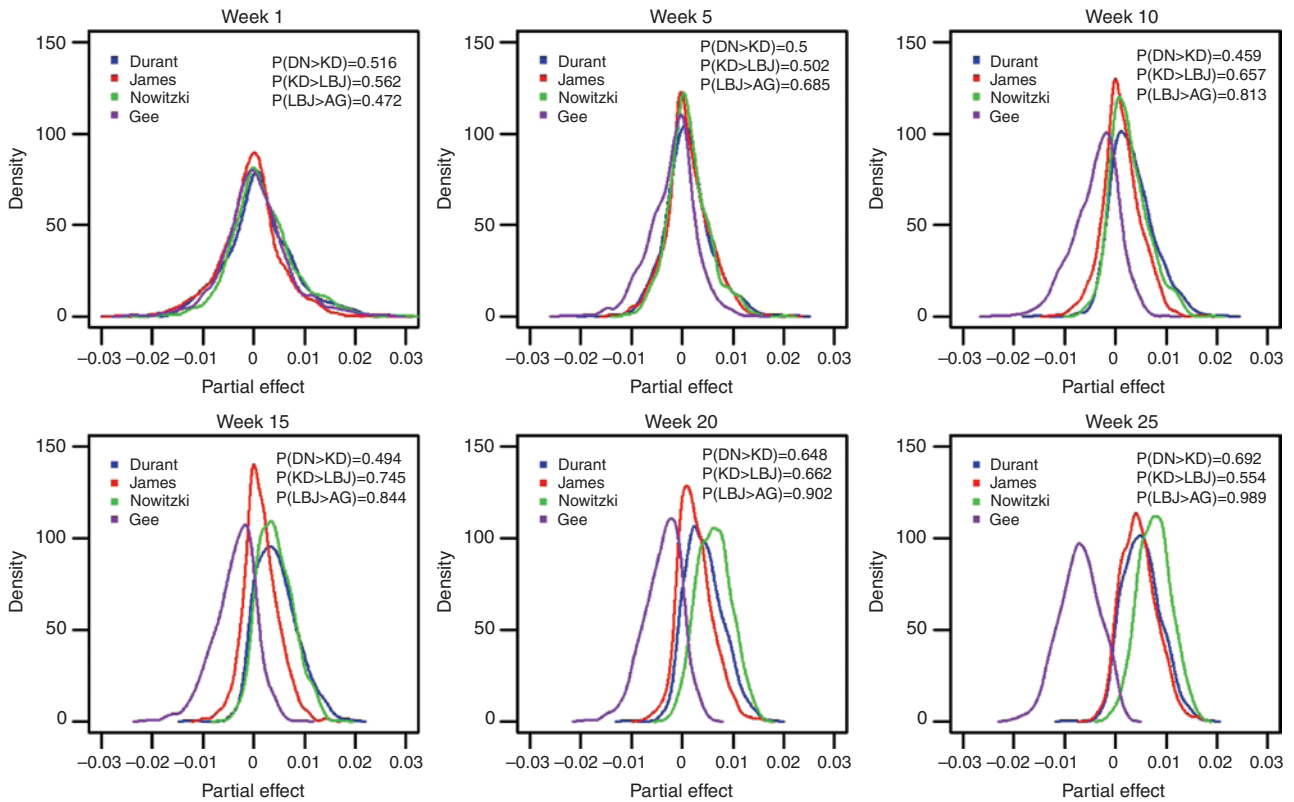 Week 1
150
100
50
0
Density
Durant
James
Nowitzki
Gee
P(DN>KD)=0.516
P(KD>LBJ)=0.562
P(LBJ>AG)=0.472
−0.03 −0.02 −0.01 0 0.01 0.02 0.03
Partial effect
Week 5
150
100
50
0
Density
Durant
James
Nowitzki
Gee
P(DN>KD)=0.5
P(KD>LBJ)=0.502
P(LBJ>AG)=0.685
−0.03 −0.02 −0.01 0 0.01 0.02 0.03
Partial effect
Week 10
150
100
50
0
Density
Durant
James
Nowitzki
Gee
P(DN>KD)=0.459
P(KD>LBJ)=0.657
P(LBJ>AG)=0.813
−0.03 −0.02 −0.01 0 0.01 0.02 0.03
Partial effect
Week 15
150
100
50
0
Density
Durant
James
Nowitzki
Gee
P(DN>KD)=0.494
P(KD>LBJ)=0.745
P(LBJ>AG)=0.844
−0.03 −0.02 −0.01 0 0.01 0.02 0.03
Partial effect
Week 20
150
100
50
0
Density
Durant
James
Nowitzki
Gee
P(DN>KD)=0.648
P(KD>LBJ)=0.662
P(LBJ>AG)=0.902
−0.03 −0.02 −0.01 0 0.01 0.02 0.03
Partial effect
Week 25
150
100
50
0
Density
Durant
James
Nowitzki
Gee
P(DN>KD)=0.692
P(KD>LBJ)=0.554
P(LBJ>AG)=0.989
−0.03 −0.02 −0.01 0 0.01 0.02 0.03
Partial effect